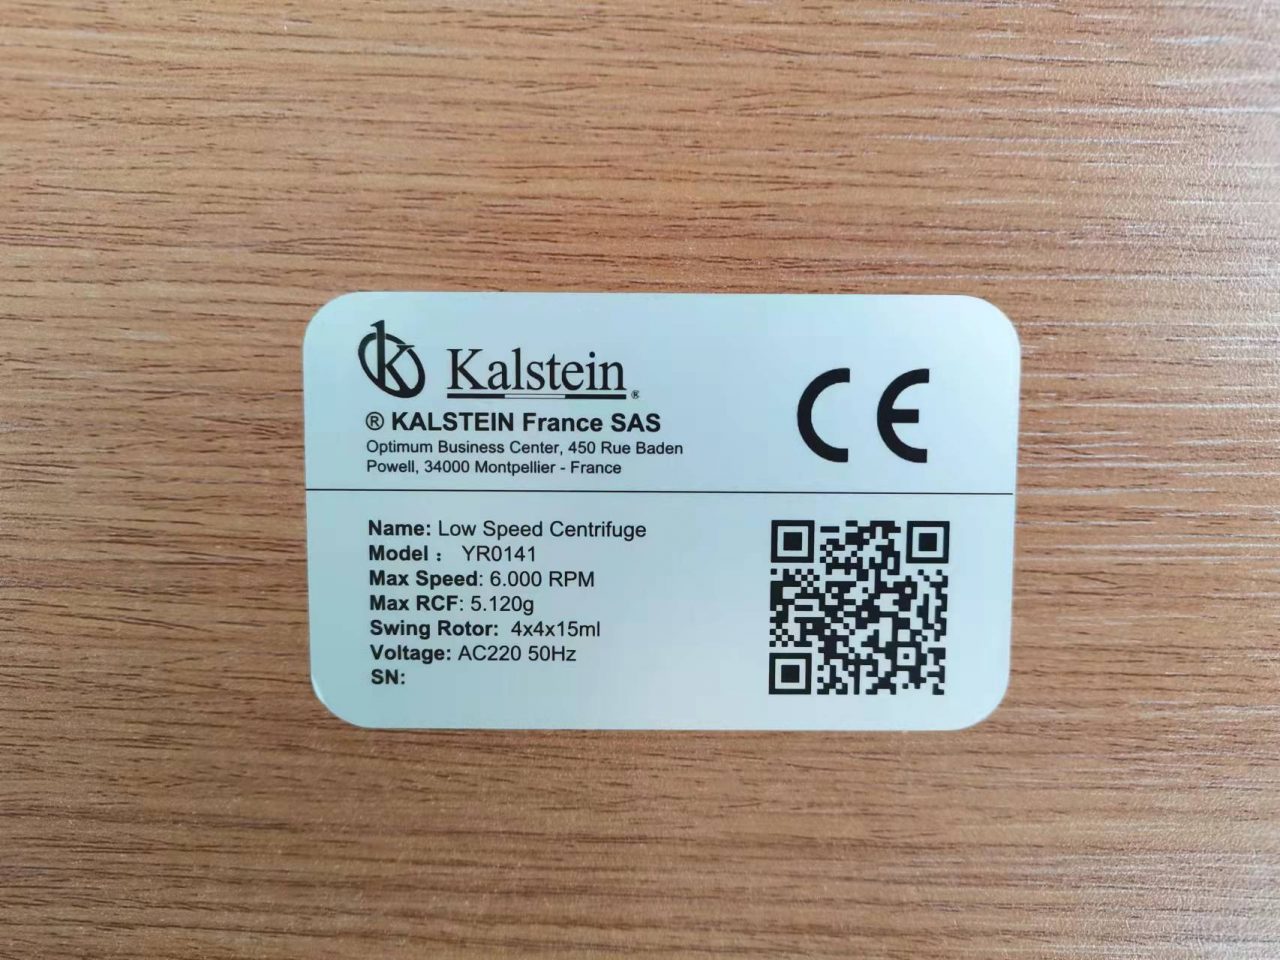 k Kalstein®
® KALSTEIN France SAS
Optimum Business Center, 450 Rue Baden
Powell, 34000 Montpellier - France
CE
Name: Low Speed Centrifuge
Model： YR0141
Max Speed: 6.000 RPM
Max RCF: 5.120g
Swing Rotor: 4x4x15ml
Voltage: AC220 50Hz
SN: